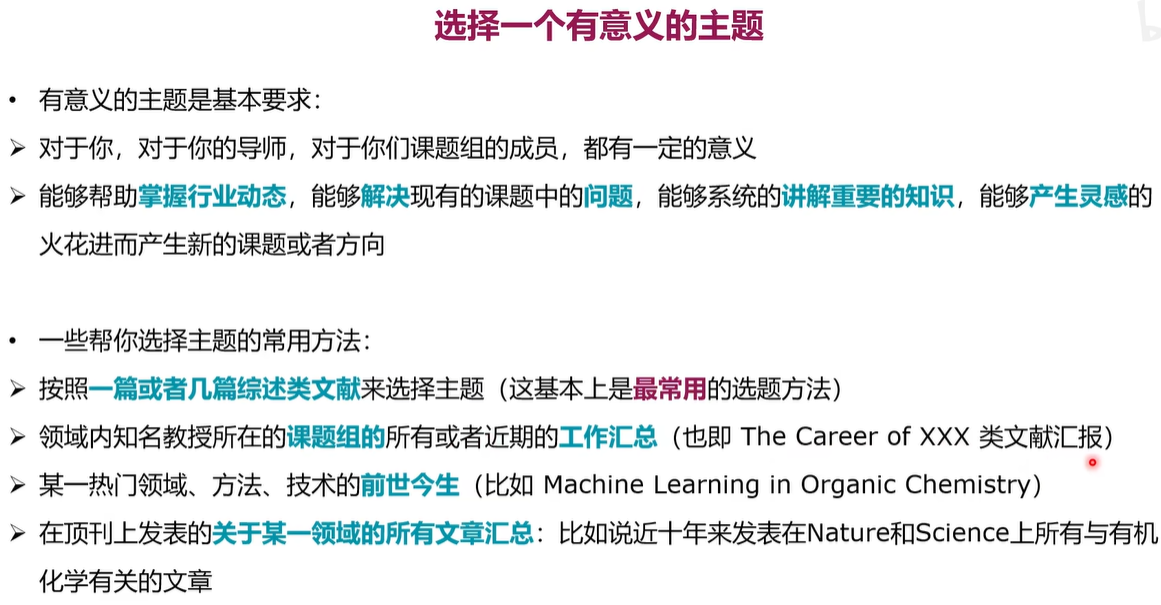 选择一个有意义的主题
• 有意义的主题是基本要求：
➢ 对于你，对于你的导师，对于你们课题组的成员，都有一定的意义
➢ 能够帮助掌握行业动态，能够解决现有的课题中的问题，能够系统的讲解重要的知识，能够产生灵感的
火花进而产生新的课题或者方向
• 一些帮你选择主题的常用方法：
➢ 按照一篇或者几篇综述类文献来选择主题（这基本上是最常用的选题方法）
➢ 领域内知名教授所在的课题组的所有或者近期的工作汇总（也即 The Career of XXX 类文献汇报）
➢ 某一热门领域、方法、技术的前世今生（比如 Machine Learning in Organic Chemistry）
➢ 在顶刊上发表的关于某一领域的所有文章汇总：比如说近十年来发表在Nature和Science上所有与有机
化学有关的文章